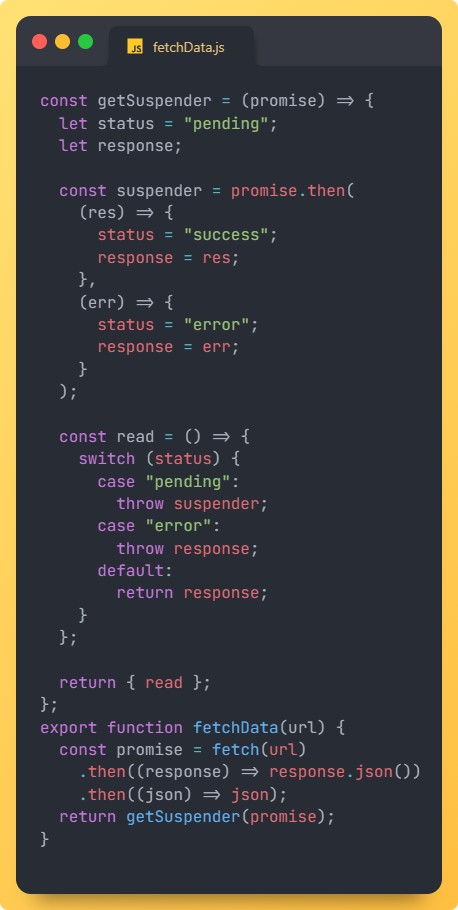 JS fetchData.js
const getSuspender = (promise) => {
  let status = "pending";
  let response;

  const suspender = promise.then(
    (res) => {
      status = "success";
      response = res;
    },
    (err) => {
      status = "error";
      response = err;
    }
  );

  const read = () => {
    switch (status) {
      case "pending":
        throw suspender;
      case "error":
        throw response;
      default:
        return response;
    }
  };

  return { read };
};
export function fetchData(url) {
  const promise = fetch(url)
    .then((response) => response.json())
    .then((json) => json);
  return getSuspender(promise);
}